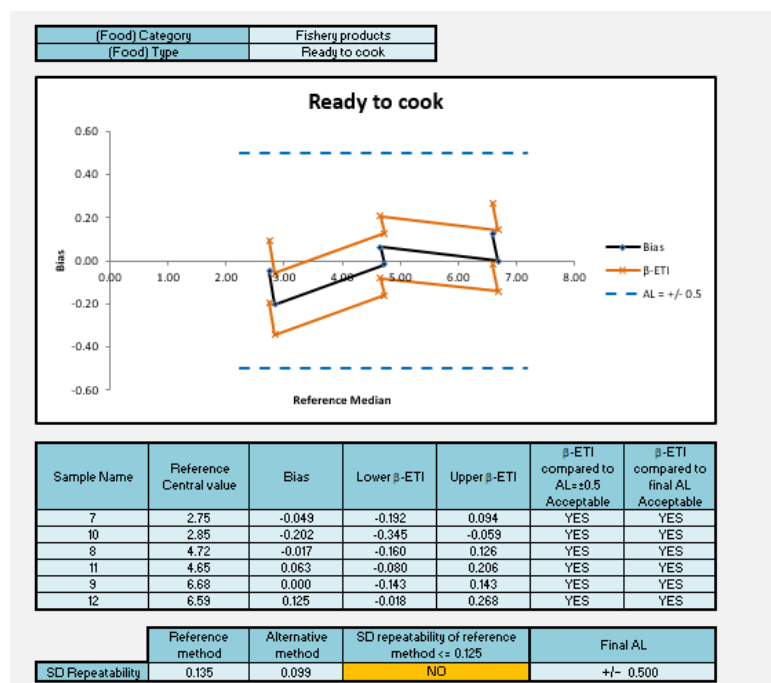 (Food) Category Fishery products
(Food) Type Ready to cook
Ready to cook
0.60
0.40
0.20
0.00
-0.20
-0.40
-0.60
Bias
0.00 1.00 2.00 3.00 4.00 5.00 6.00 7.00 8.00
Reference Median
Bias
β-ETI
AL = +/- 0.5
Sample Name Reference Central value Bias Lower β-ETI Upper β-ETI β-ETI compared to AL=±0.5 Acceptable β-ETI compared to final AL Acceptable
7 2.75 -0.049 -0.192 0.094 YES YES
10 2.85 -0.202 -0.345 -0.059 YES YES
8 4.72 -0.017 -0.160 0.126 YES YES
11 4.65 0.063 -0.080 0.206 YES YES
9 6.68 0.000 -0.143 0.143 YES YES
12 6.59 0.125 -0.018 0.268 YES YES
Reference method Alternative method SD repeatability of reference method <= 0.125 Final AL
SD Repeatability 0.135 0.099 NO +/- 0.500